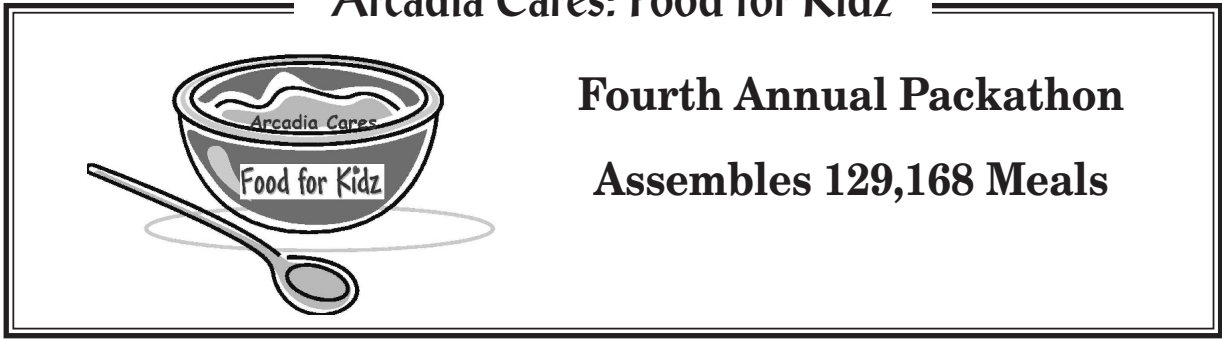 Arcadia Cares: Food for Kidz
Arcadia Cares
Food for Kidz
Fourth Annual Packathon
Assembles 129,168 Meals